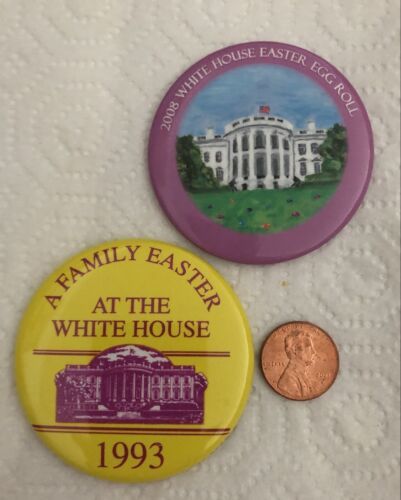 2008 WHITE HOUSE EASTER EGG ROLL
A FAMILY EASTER
AT THE
WHITE HOUSE
1993